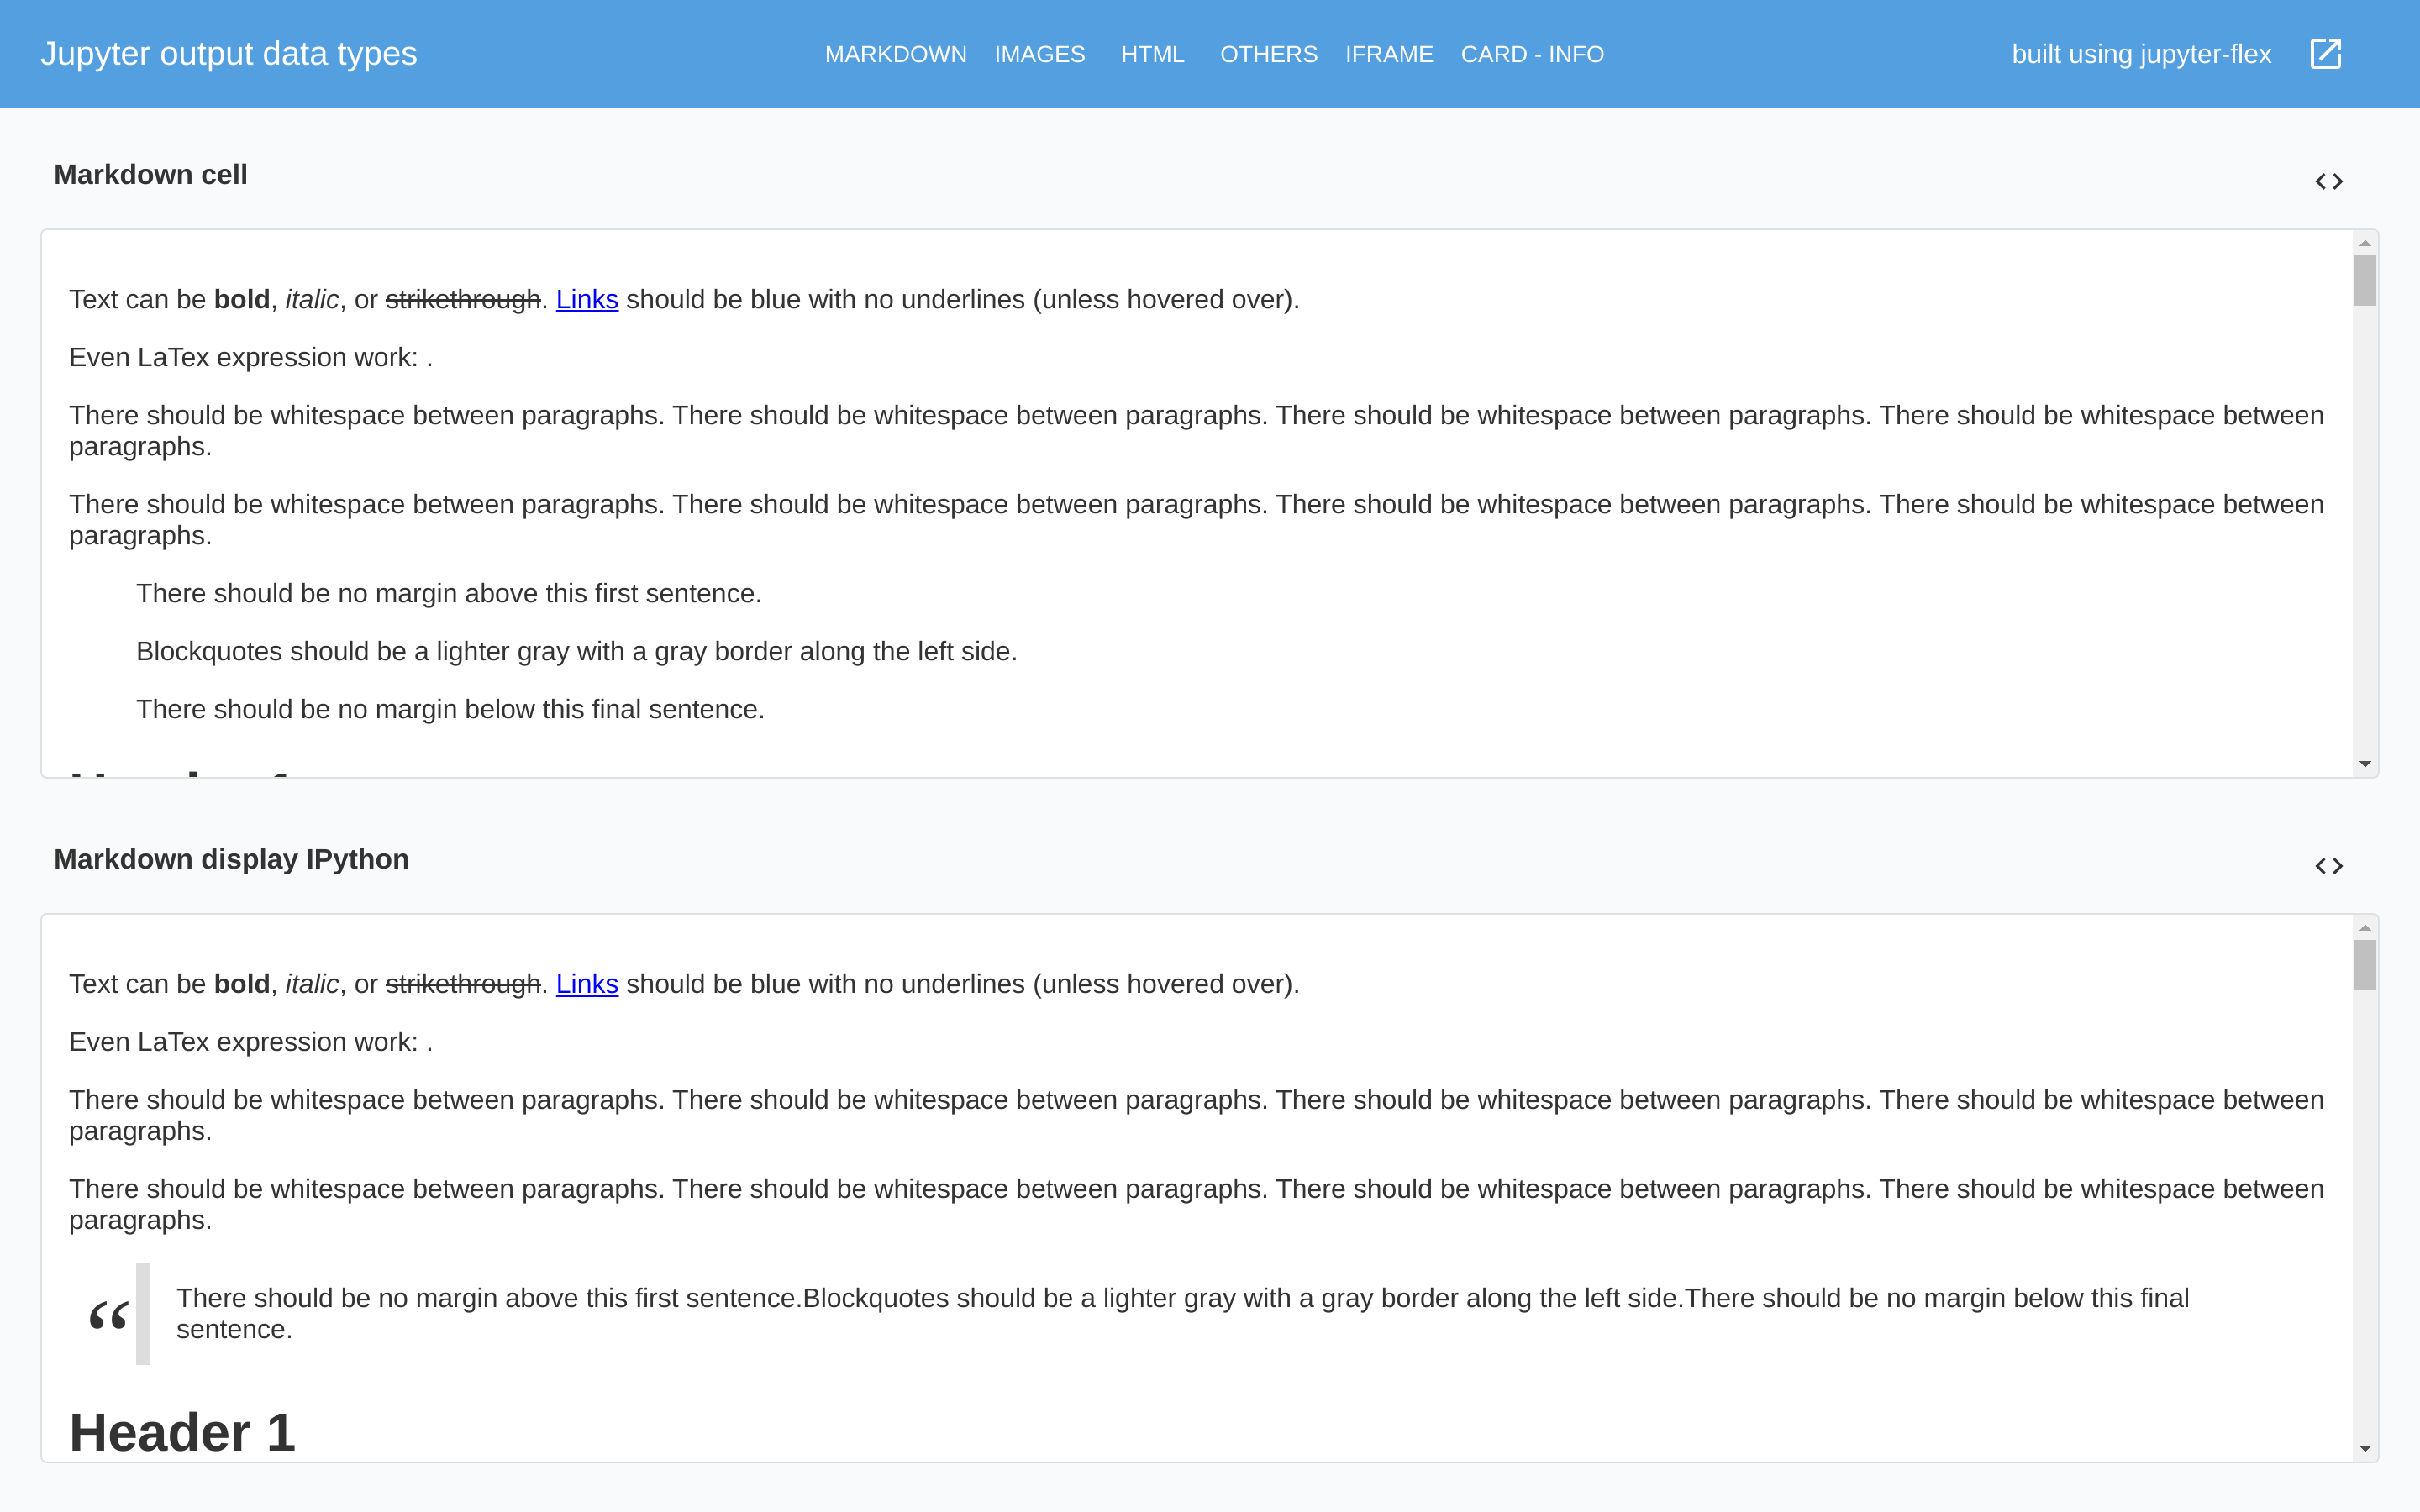 Jupyter output data types
MARKDOWN IMAGES HTML OTHERS IFRAME CARD - INFO
built using jupyter-flex
Markdown cell
Text can be bold, italic, or strikethrough. Links should be blue with no underlines (unless hovered over).
Even LaTex expression work: .
There should be whitespace between paragraphs. There should be whitespace between paragraphs. There should be whitespace between paragraphs. There should be whitespace between
paragraphs.
There should be whitespace between paragraphs. There should be whitespace between paragraphs. There should be whitespace between paragraphs. There should be whitespace between
paragraphs.
There should be no margin above this first sentence.
Blockquotes should be a lighter gray with a gray border along the left side.
There should be no margin below this final sentence.
Markdown display IPython
Text can be bold, italic, or strikethrough. Links should be blue with no underlines (unless hovered over).
Even LaTex expression work: .
There should be whitespace between paragraphs. There should be whitespace between paragraphs. There should be whitespace between paragraphs. There should be whitespace between
paragraphs.
There should be whitespace between paragraphs. There should be whitespace between paragraphs. There should be whitespace between paragraphs. There should be whitespace between
paragraphs.
“
There should be no margin above this first sentence.Blockquotes should be a lighter gray with a gray border along the left side.There should be no margin below this final
sentence.
Header 1